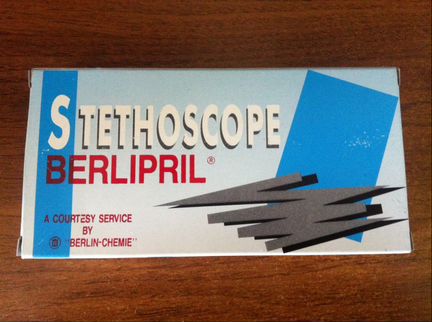 STETHOSCOPE
BERLIPRIL®
A COURTESY SERVICE
BY
"BERLIN-CHEMIE"